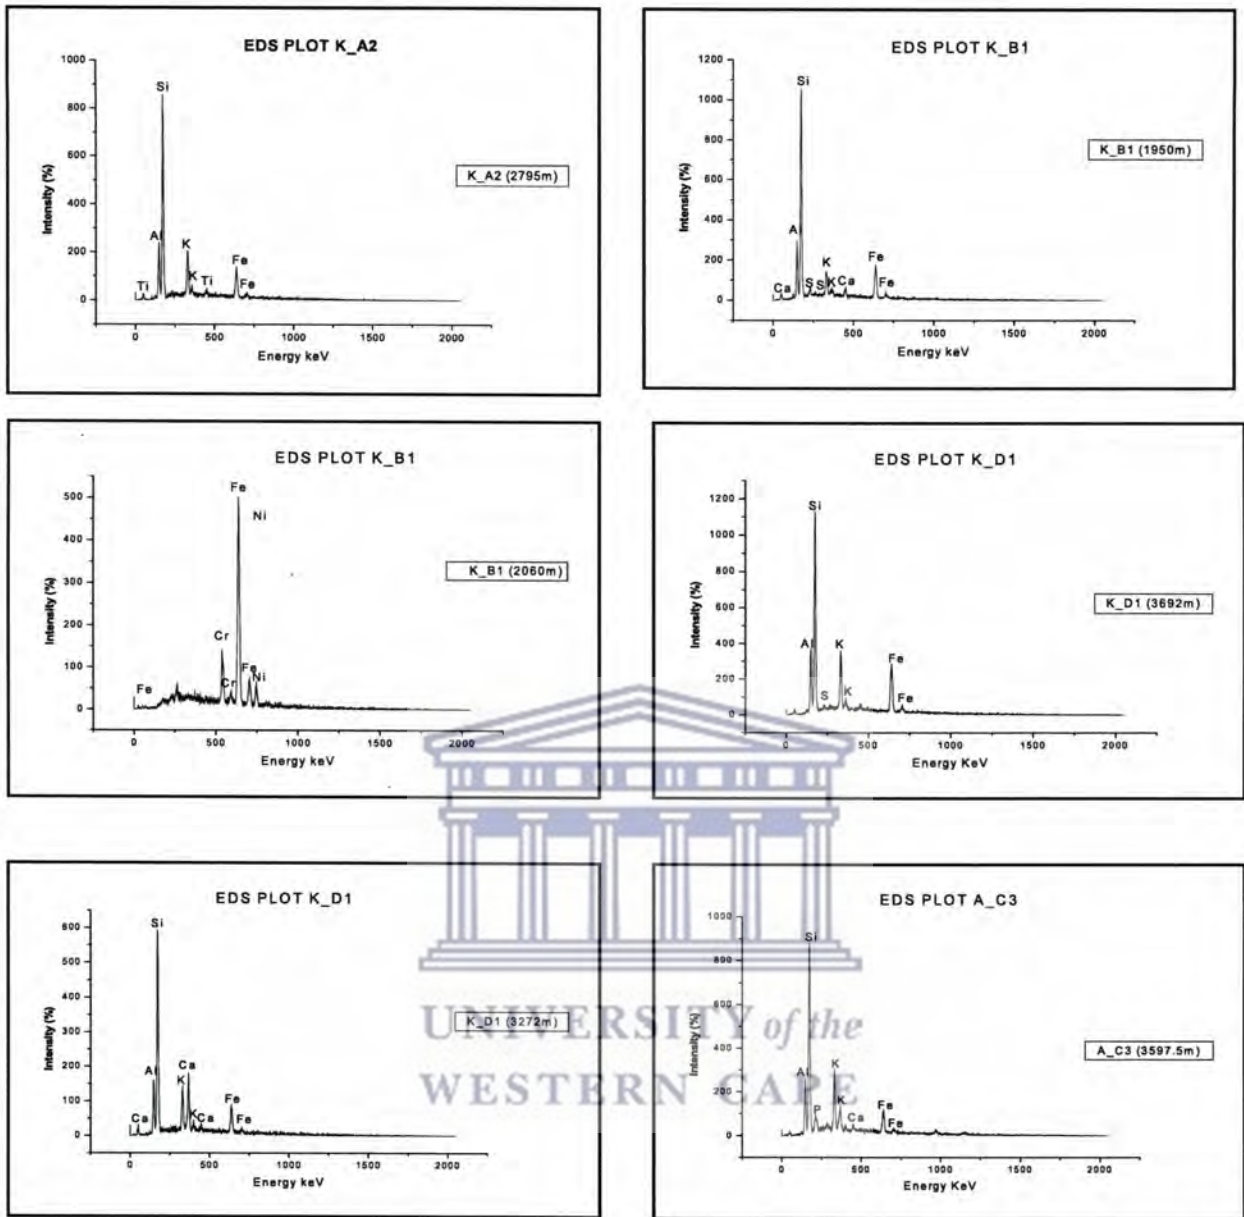 EDS PLOT K_A2
1000
800
600
400
200
0
Intensity (%)
Si
Al
K
K
Ti
Ti
Fe
Fe
K_A2 (2795m)
0 500 1000 1500 2000
Energy keV
EDS PLOT K_B1
1200
1000
800
600
400
200
0
Intensity (%)
Si
Al
K
Fe
Ca
S
S
K
Ca
Fe
K_B1 (1950m)
0 500 1000 1500 2000
Energy keV
EDS PLOT K_B1
500
400
300
200
100
0
Intensity (%)
Fe
Ni
Cr
Fe
Fe
Cr
Ni
K_B1 (2060m)
0 500 1000 1500 2000
Energy keV
EDS PLOT K_D1
1200
1000
800
600
400
200
0
Intensity (%)
Si
Al
K
Fe
S
K
Fe
K_D1 (3692m)
0 500 1000 1500 2000
Energy KeV
EDS PLOT K_D1
600
500
400
300
200
100
0
Intensity (%)
Si
Al
Ca
K
Fe
Ca
K
Ca
Fe
K_D1 (3272m)
0 500 1000 1500 2000
Energy keV
EDS PLOT A_C3
1000
800
600
400
200
0
Intensity (%)
Si
Al
K
P
K
Ca
Fe
Fe
A_C3 (3597.5m)
0 500 1000 1500 2000
Energy KeV
UNIVERSITY of the
WESTERN CAPE